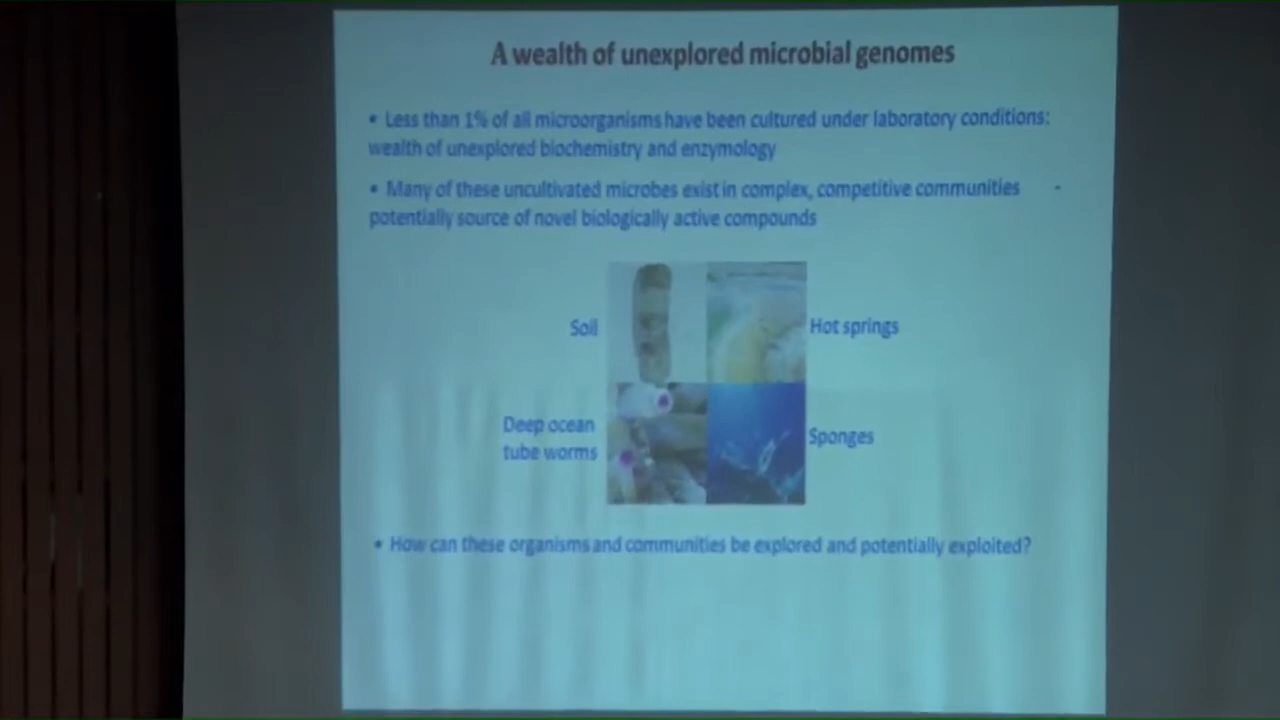 A wealth of unexplored microbial genomes
• Less than 1% of all microorganisms have been cultured under laboratory conditions:
wealth of unexplored biochemistry and enzymology
• Many of these uncultivated microbes exist in complex, competitive communities -
potentially source of novel biologically active compounds
Soil
Hot springs
Deep ocean
tube worms
Sponges
• How can these organisms and communities be explored and potentially exploited?